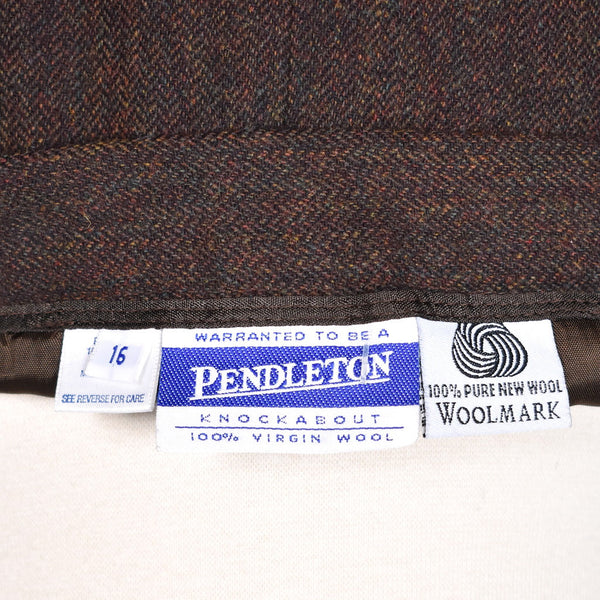 16
SEE REVERSE FOR CARE
WARRANTED TO BE A
PENDLETON
KNOCKABOUT
100% VIRGIN WOOL
100% PURE NEW WOOL
WOOLMARK